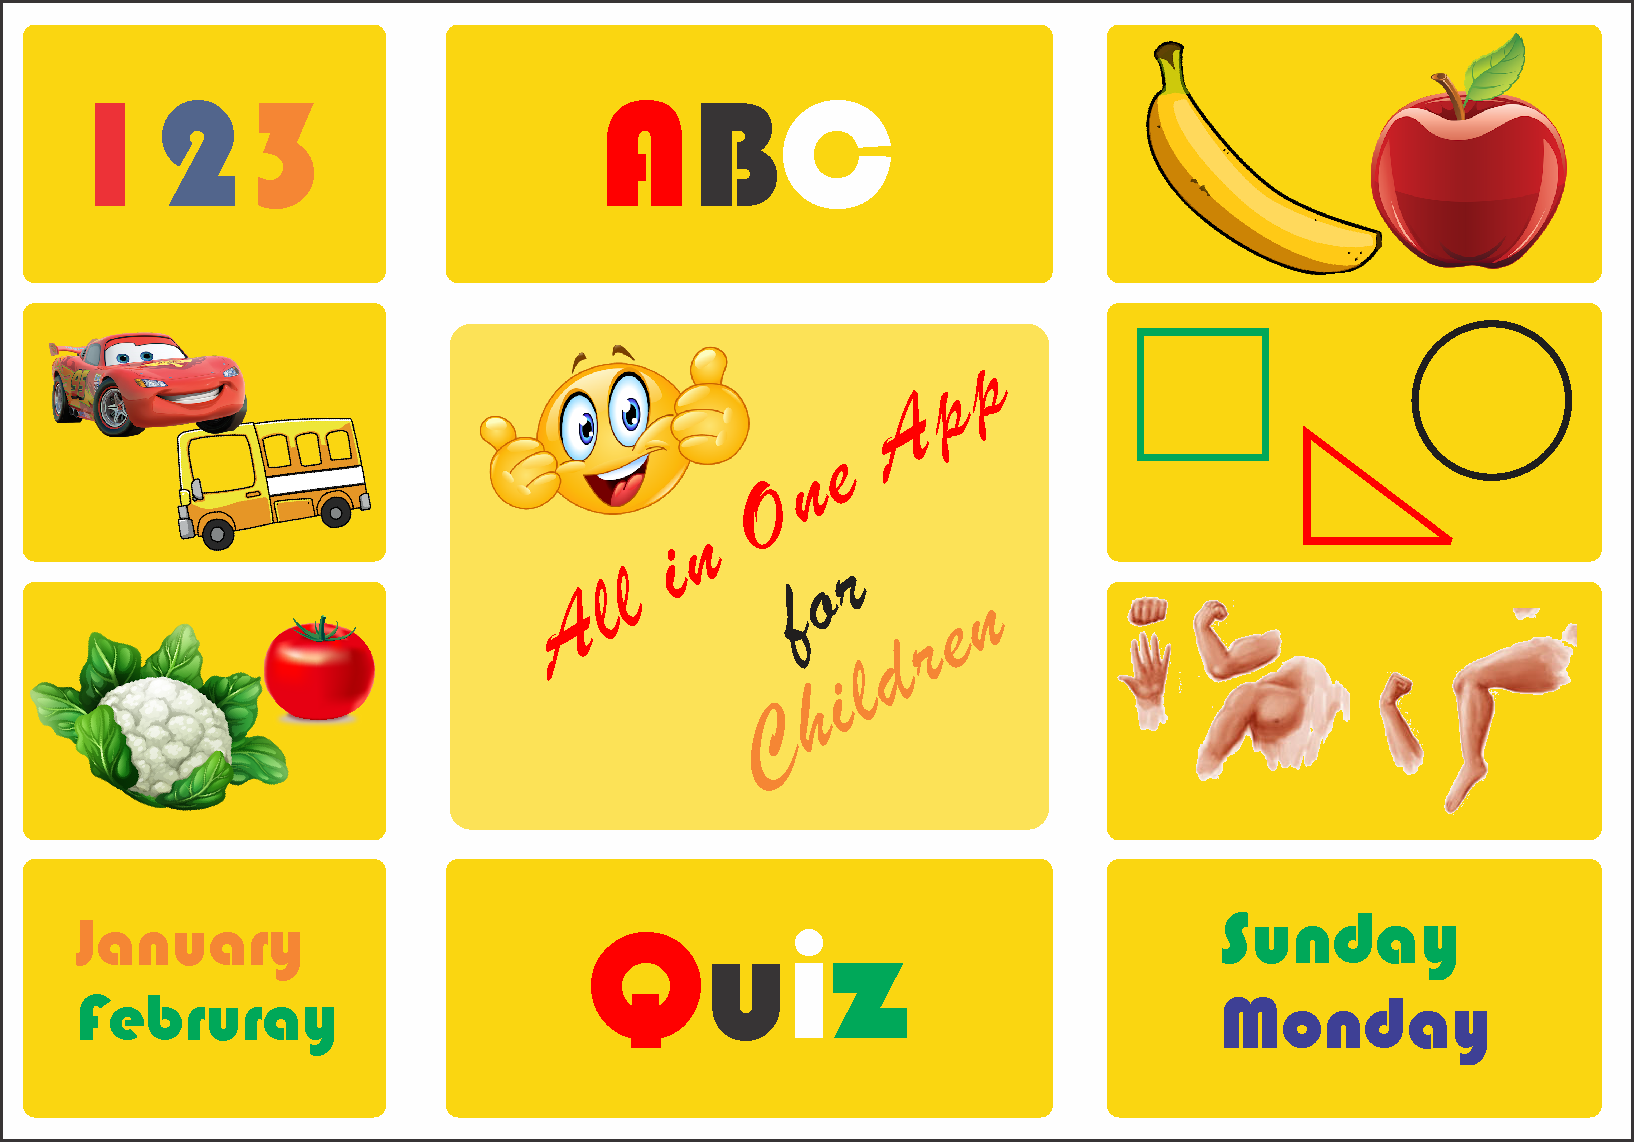 123
ABC
All in One App
for
Children
January
Februray
Quiz
Sunday
Monday